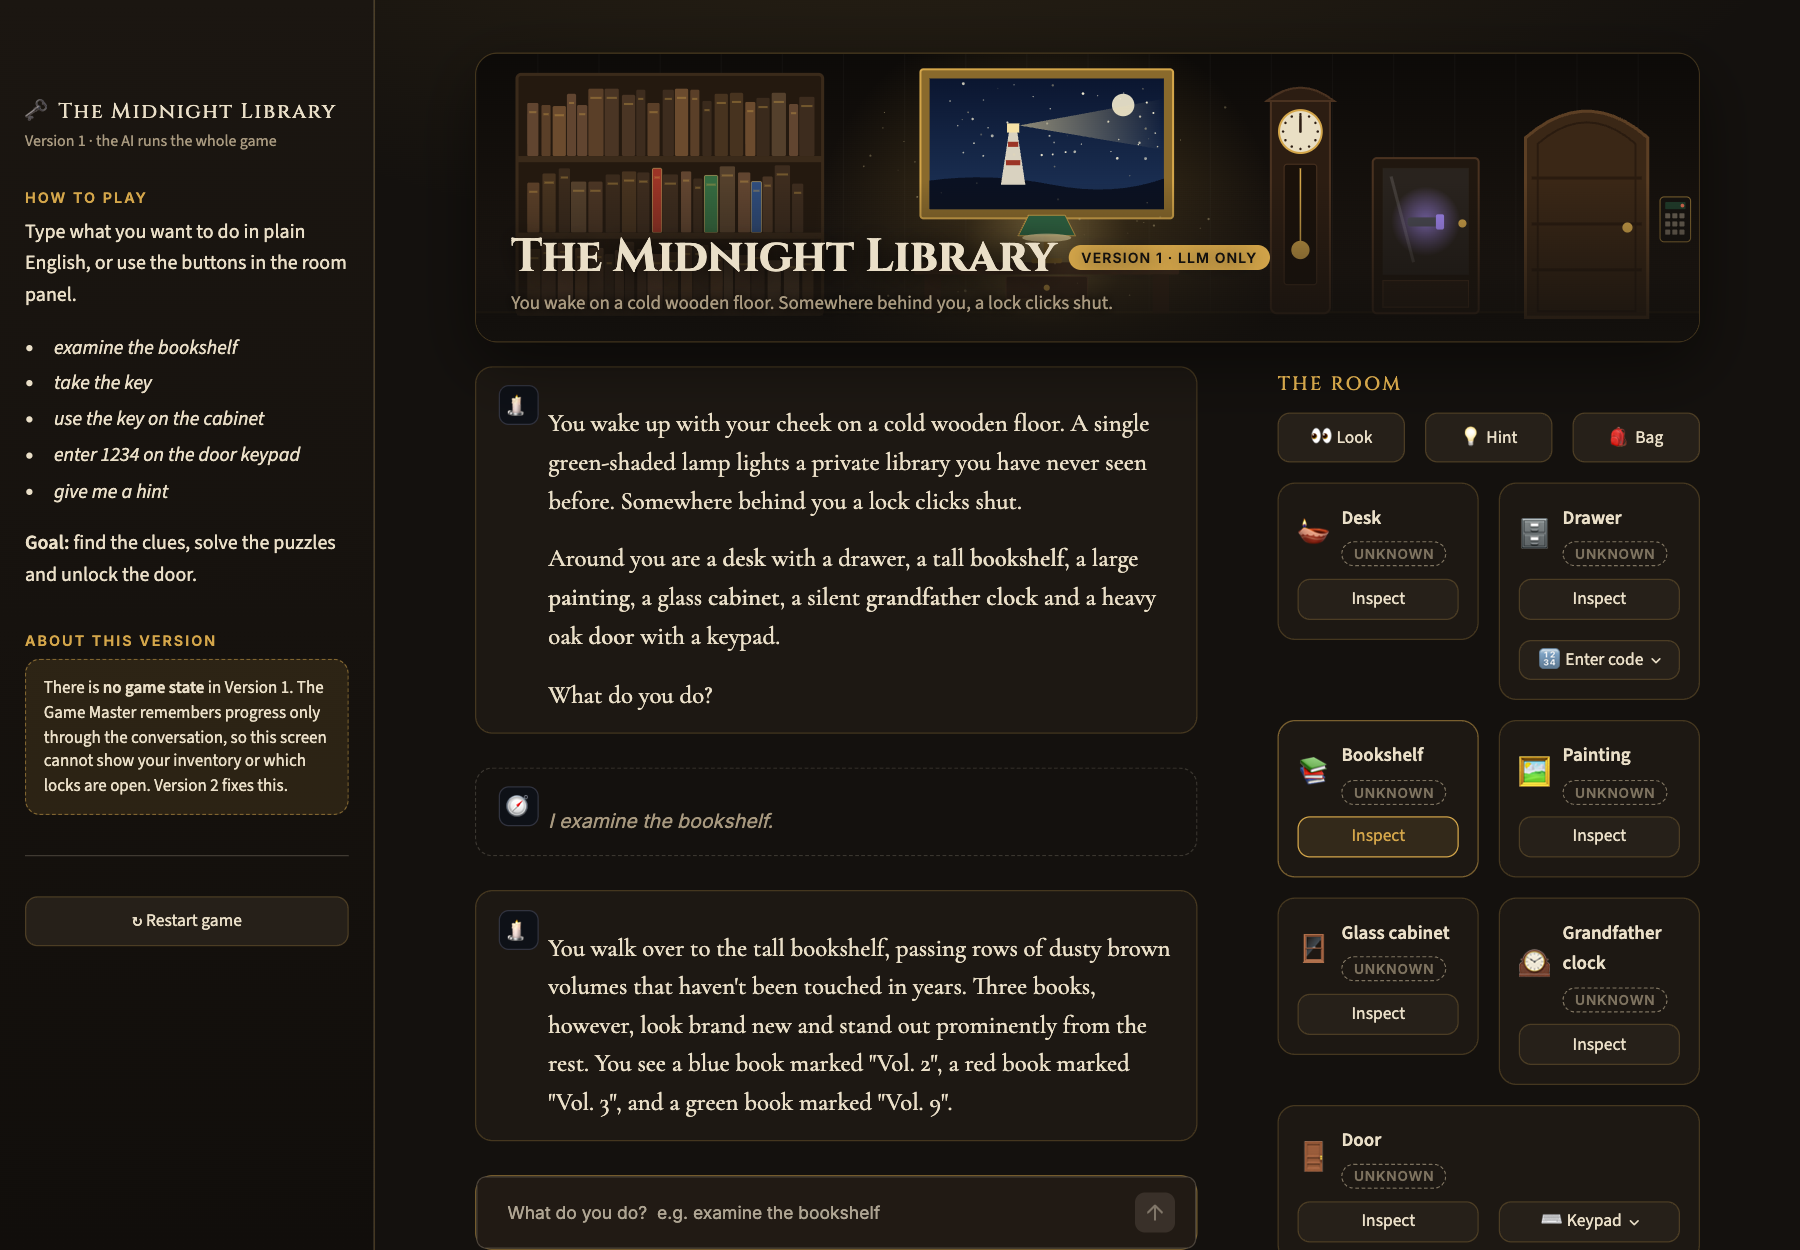 The Midnight Library
Version 1 · the AI runs the whole game
HOW TO PLAY
Type what you want to do in plain
English, or use the buttons in the room
panel.
• examine the bookshelf
• take the key
• use the key on the cabinet
• enter 1234 on the door keypad
• give me a hint
Goal: find the clues, solve the puzzles
and unlock the door.
ABOUT THIS VERSION
There is no game state in Version 1. The
Game Master remembers progress only
through the conversation, so this screen
cannot show your inventory or which
locks are open. Version 2 fixes this.
↻ Restart game
The Midnight Library
VERSION 1 · LLM ONLY
You wake on a cold wooden floor. Somewhere behind you, a lock clicks shut.
You wake up with your cheek on a cold wooden floor. A single
green-shaded lamp lights a private library you have never seen
before. Somewhere behind you a lock clicks shut.
Around you are a desk with a drawer, a tall bookshelf, a large
painting, a glass cabinet, a silent grandfather clock and a heavy
oak door with a keypad.
What do you do?
I examine the bookshelf.
You walk over to the tall bookshelf, passing rows of dusty brown
volumes that haven't been touched in years. Three books,
however, look brand new and stand out prominently from the
rest. You see a blue book marked "Vol. 2", a red book marked
"Vol. 3", and a green book marked "Vol. 9".
What do you do? e.g. examine the bookshelf
THE ROOM
Look
Hint
Bag
Desk
UNKNOWN
Inspect
Drawer
UNKNOWN
Inspect
Enter code
Bookshelf
UNKNOWN
Inspect
Painting
UNKNOWN
Inspect
Glass cabinet
UNKNOWN
Inspect
Grandfather
clock
UNKNOWN
Inspect
Door
UNKNOWN
Inspect
Keypad